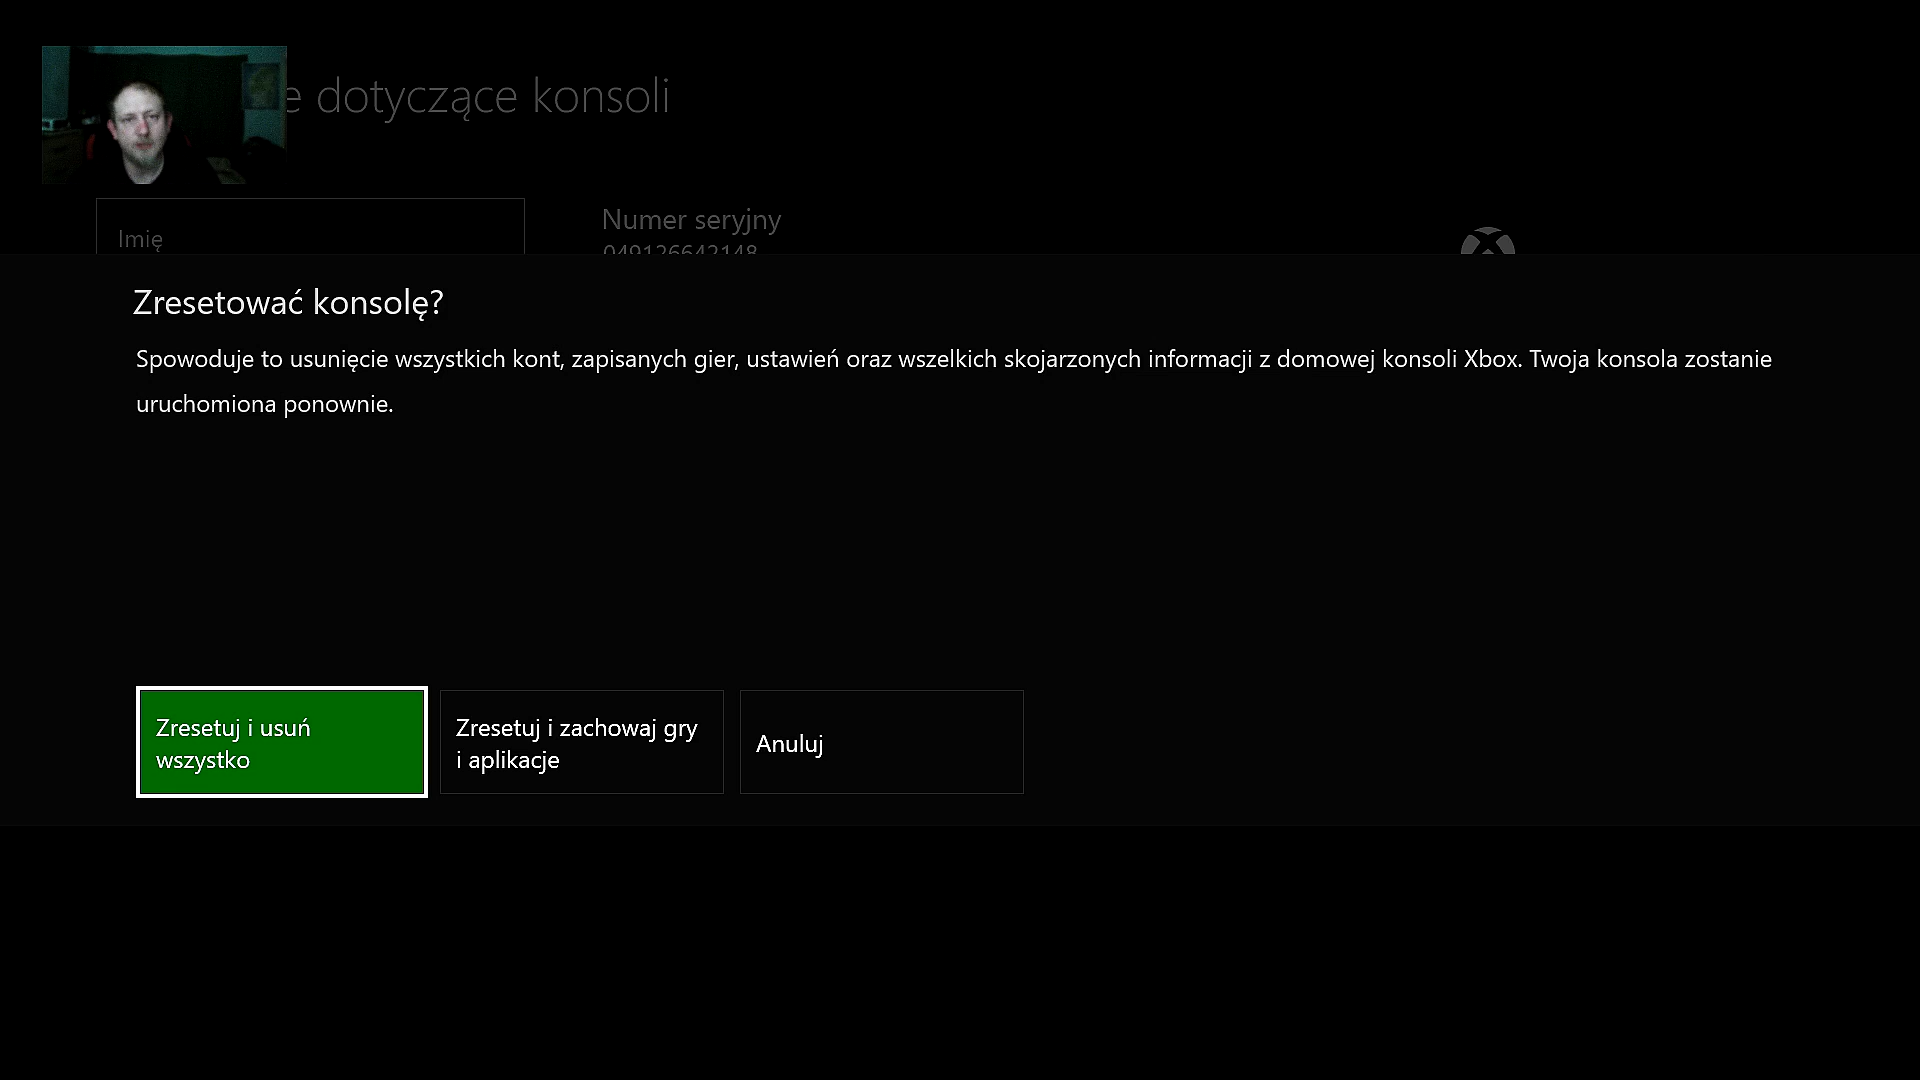 e dotyczące konsoli
Imię
Numer seryjny
049126642148
Zresetować konsolę?
Spowoduje to usunięcie wszystkich kont, zapisanych gier, ustawień oraz wszelkich skojarzonych informacji z domowej konsoli Xbox. Twoja konsola zostanie
uruchomiona ponownie.
Zresetuj i usuń
wszystko
Zresetuj i zachowaj gry
i aplikacje
Anuluj